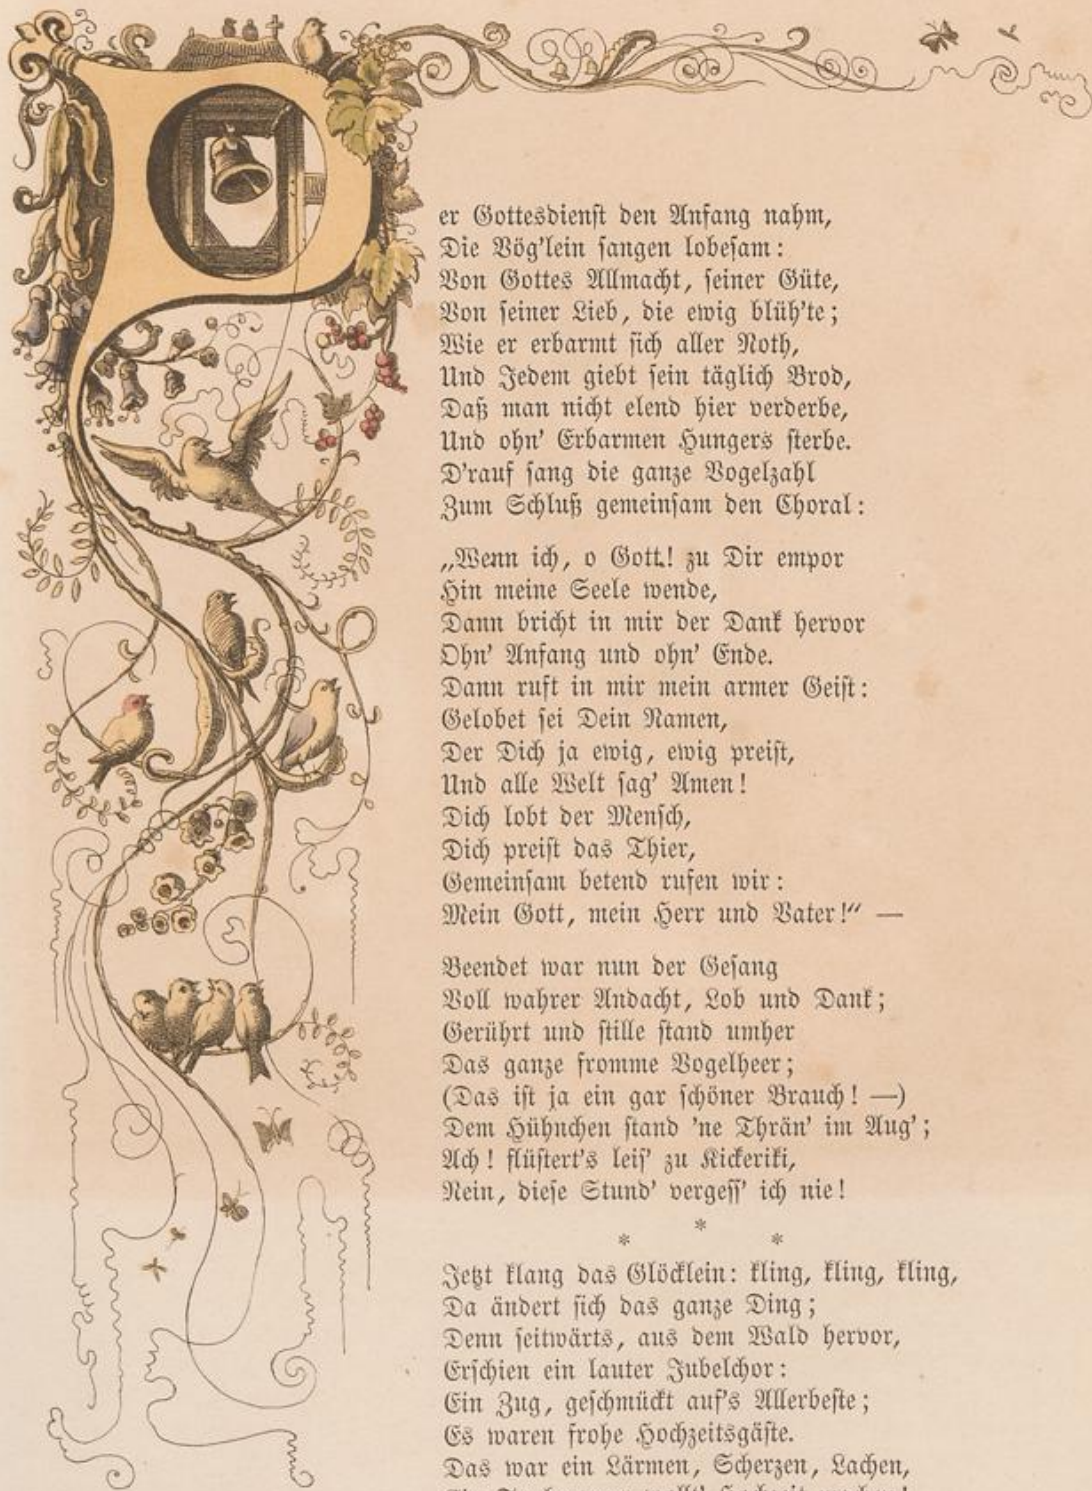 Der Gottesdienst den Anfang nahm,
Die Vög'lein sangen lobesam:
Von Gottes Allmacht, seiner Güte,
Von seiner Lieb, die ewig blüh'te;
Wie er erbarmt sich aller Noth,
Und Jedem giebt sein täglich Brod,
Daß man nicht elend hier verderbe,
Und ohn' Erbarmen Hungers sterbe.
D'rauf sang die ganze Vogelzahl
Zum Schluß gemeinsam den Choral:
„Wenn ich, o Gott! zu Dir empor
Hin meine Seele wende,
Dann bricht in mir der Dank hervor
Ohn' Anfang und ohn' Ende.
Dann ruft in mir mein armer Geist:
Gelobet sei Dein Namen,
Der Dich ja ewig, ewig preist,
Und alle Welt sag' Amen!
Dich lobt der Mensch,
Dich preist das Thier,
Gemeinsam betend rufen wir:
Mein Gott, mein Herr und Vater!“ —
Beendet war nun der Gesang
Voll wahrer Andacht, Lob und Dank;
Gerührt und stille stand umher
Das ganze fromme Vogelheer;
(Das ist ja ein gar schöner Brauch! —)
Dem Hühnchen stand 'ne Thrän' im Aug';
Ach! flüstert's leis' zu Kickeriki,
Nein, diese Stund' vergess' ich nie!
* * *
Jetzt klang das Glöcklein: kling, kling, kling,
Da ändert sich das ganze Ding;
Denn seitwärts, aus dem Wald hervor,
Erschien ein lauter Jubelchor:
Ein Zug, geschmückt auf's Allerbeste;
Es waren frohe Hochzeitsgäste.
Das war ein Lärmen, Scherzen, Lachen,